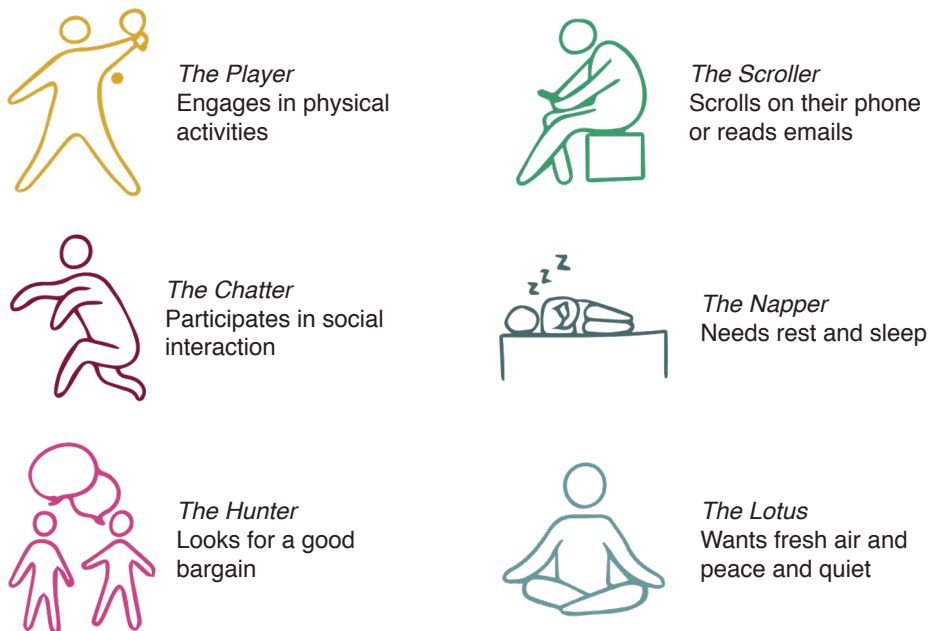 The Player
Engages in physical
activities
The Scroller
Scrolls on their phone
or reads emails
The Chatter
Participates in social
interaction
z z z
The Napper
Needs rest and sleep
The Hunter
Looks for a good
bargain
The Lotus
Wants fresh air and
peace and quiet